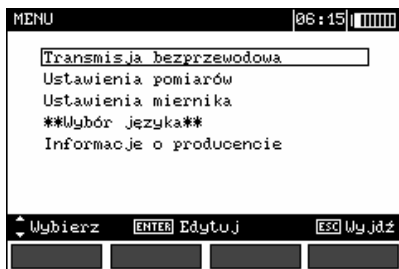 MENU 06:15
Transmisja bezprzewodowa
Ustawienia pomiarów
Ustawienia miernika
**Wybór języka**
Informacje o producencie
Wybierz ENTER Edytuj ESC Wyjdź